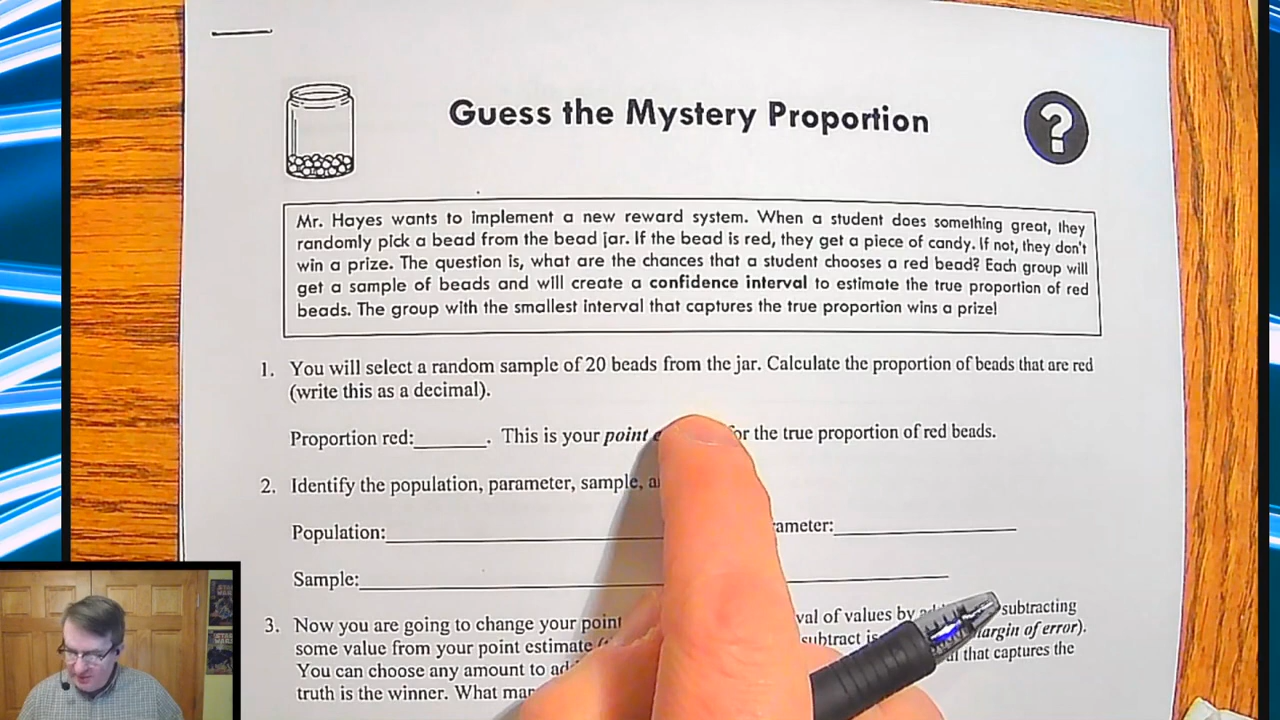 Guess the Mystery Proportion
?
Mr. Hayes wants to implement a new reward system. When a student does something great, they
randomly pick a bead from the bead jar. If the bead is red, they get a piece of candy. If not, they don't
win a prize. The question is, what are the chances that a student chooses a red bead? Each group will
get a sample of beads and will create a confidence interval to estimate the true proportion of red
beads. The group with the smallest interval that captures the true proportion wins a prize!
1. You will select a random sample of 20 beads from the jar. Calculate the proportion of beads that are red
(write this as a decimal).
Proportion red:______. This is your point for the true proportion of red beads.
2. Identify the population, parameter, sample,
Population:
Sample:
3. Now you are going to change your point of values by subtracting
some value from your point estimate subtract is margin of error).
You can choose any amount to that captures the
truth is the winner. What